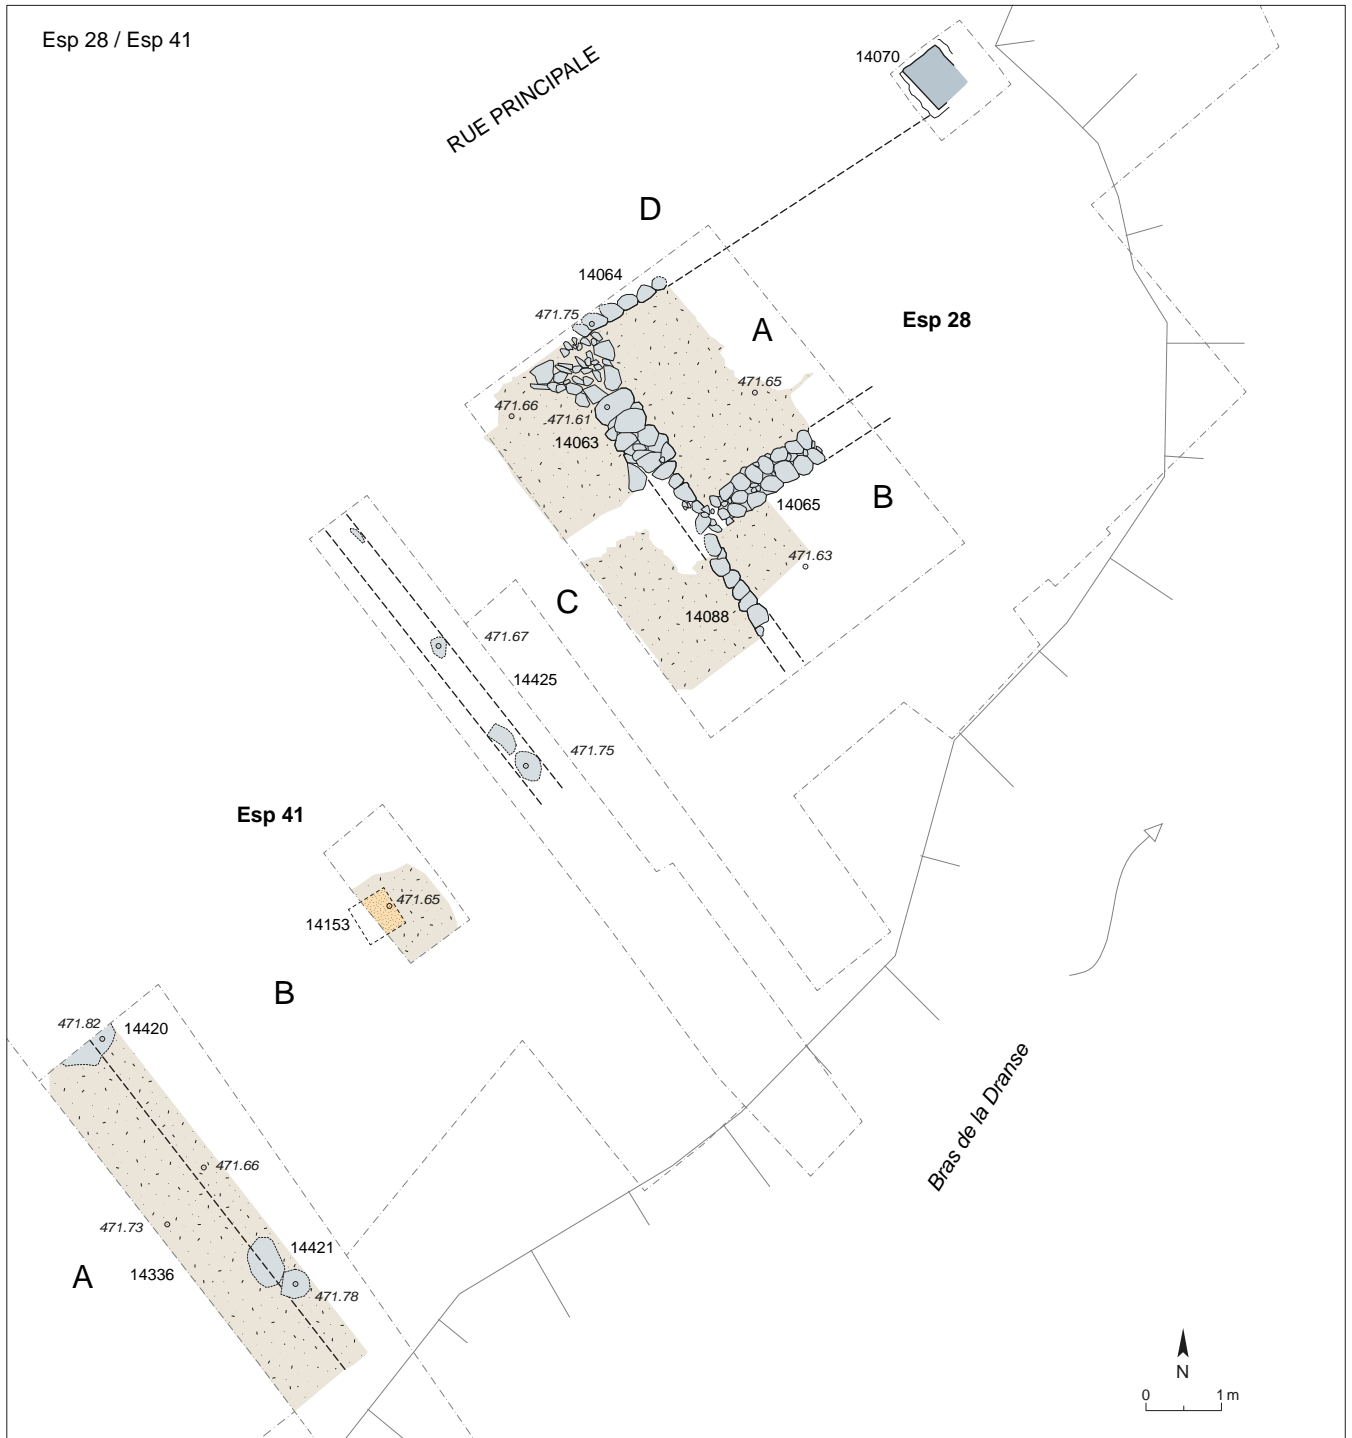 Esp 28 / Esp 41
RUE PRINCIPALE
14070
D
14064
471.75
A
Esp 28
471.65
471.66
471.61
14063
B
14065
471.63
C
14088
471.67
14425
471.75
Esp 41
471.65
14153
B
471.82
14420
Bras de la Dranse
471.66
471.73
14421
A
14336
471.78
N
0 1 m